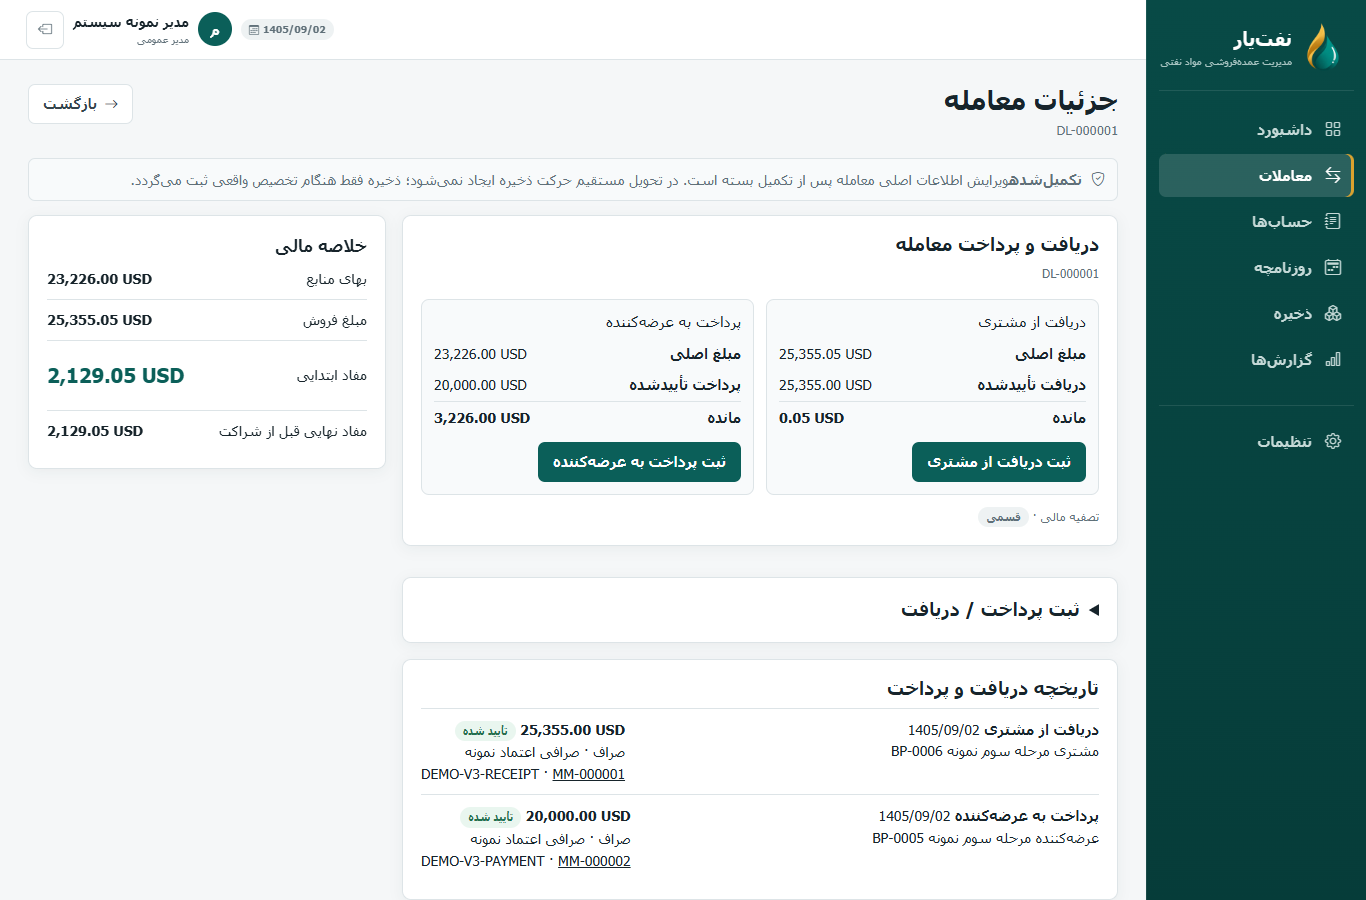 نفت‌یار
مدیریت عمده‌فروشی مواد نفتی
داشبورد
معاملات
حساب‌ها
روزنامچه
ذخیره
گزارش‌ها
تنظیمات
1405/09/02
م
مدیر نمونه سیستم
مدیر عمومی
جزئیات معامله
DL-000001
بازگشت
تکمیل‌شدهویرایش اطلاعات اصلی معامله پس از تکمیل بسته است. در تحویل مستقیم حرکت ذخیره ایجاد نمی‌شود؛ ذخیره فقط هنگام تخصیص واقعی ثبت می‌گردد.
دریافت و پرداخت معامله
DL-000001
دریافت از مشتری
مبلغ اصلی 25,355.05 USD
دریافت تأییدشده 25,355.00 USD
مانده 0.05 USD
ثبت دریافت از مشتری
پرداخت به عرضه‌کننده
مبلغ اصلی 23,226.00 USD
پرداخت تأییدشده 20,000.00 USD
مانده 3,226.00 USD
ثبت پرداخت به عرضه‌کننده
تصفیه مالی · قسمی
خلاصه مالی
بهای منابع 23,226.00 USD
مبلغ فروش 25,355.05 USD
مفاد ابتدایی 2,129.05 USD
مفاد نهایی قبل از شراکت 2,129.05 USD
ثبت پرداخت / دریافت
تاریخچه دریافت و پرداخت
دریافت از مشتری 1405/09/02
مشتری مرحله سوم نمونه BP-0006
25,355.00 USD تأیید شده
صراف · صرافی اعتماد نمونه
MM-000001 · DEMO-V3-RECEIPT
پرداخت به عرضه‌کننده 1405/09/02
عرضه‌کننده مرحله سوم نمونه BP-0005
20,000.00 USD تأیید شده
صراف · صرافی اعتماد نمونه
MM-000002 · DEMO-V3-PAYMENT